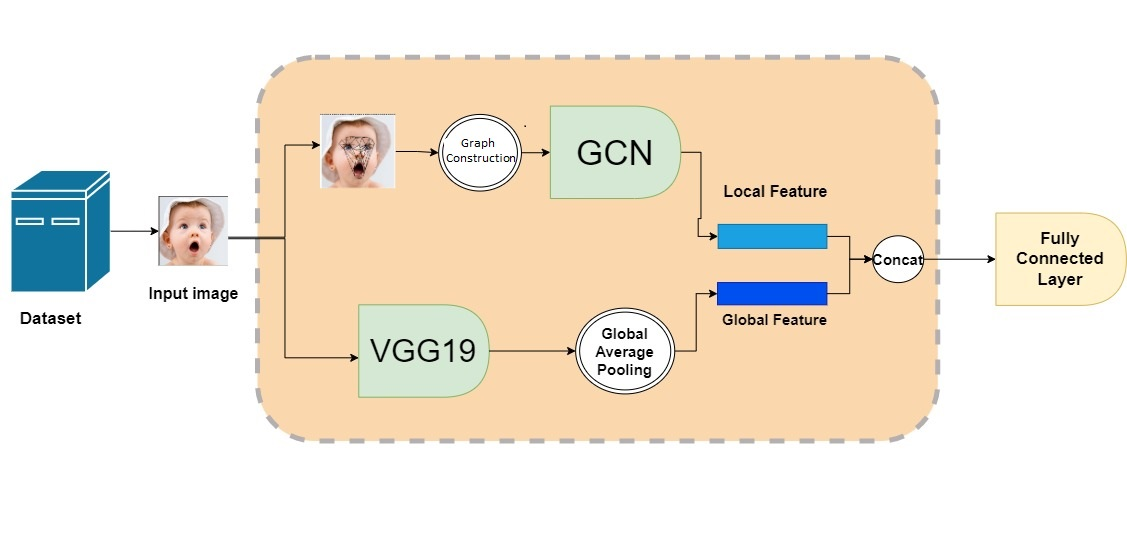 Dataset
Input image
Graph
Construction
GCN
VGG19
Global
Average
Pooling
Local Feature
Global Feature
Concat
Fully
Connected
Layer